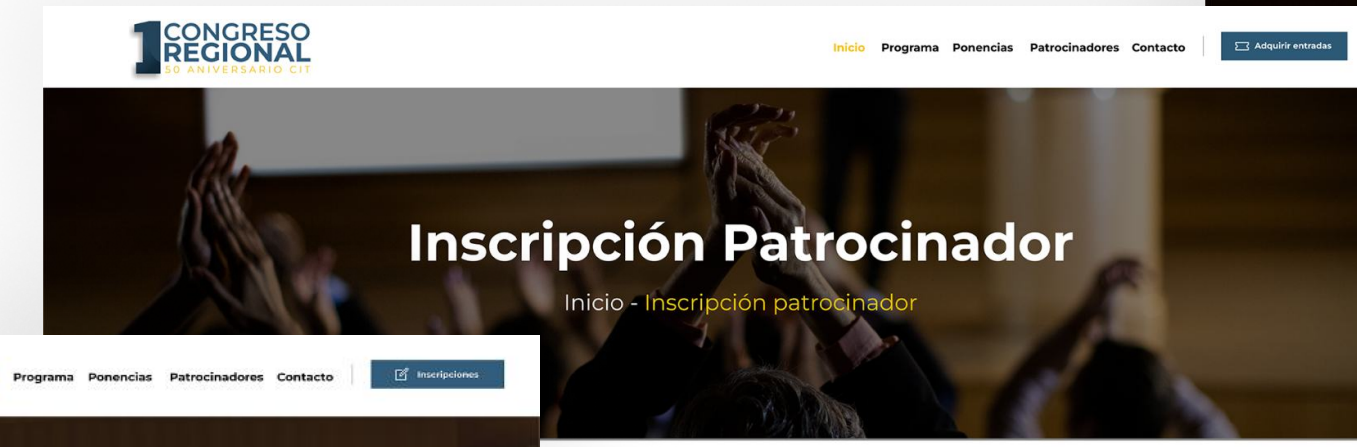 1 CONGRESO
REGIONAL
50 ANIVERSARIO CIT
Inicio Programa Ponencias Patrocinadores Contacto Adquirir entradas
Inscripción Patrocinador
Inicio - Inscripción patrocinador
Programa Ponencias Patrocinadores Contacto Inscripciones